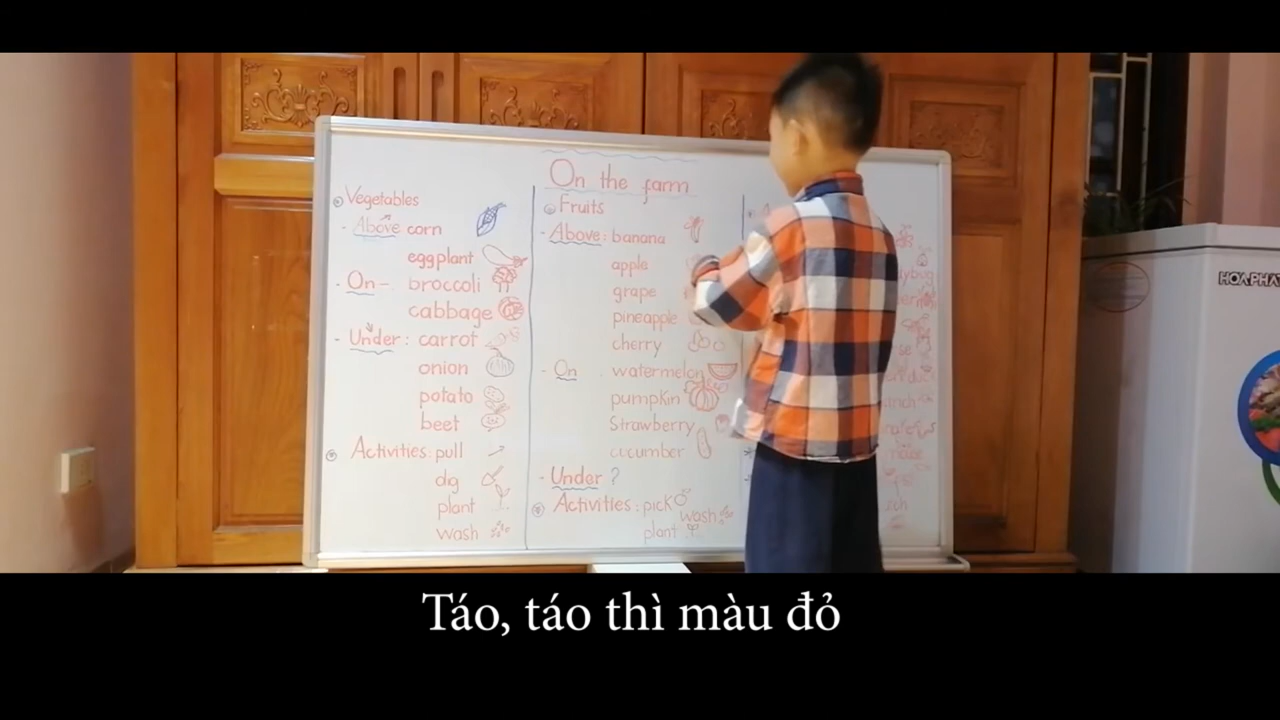 On the farm
Vegetables
- Above corn
eggplant
- On - broccoli
cabbage
- Under: carrot
onion
potato
beet
Activities: pull
dig
plant
wash
Fruits
- Above: banana
apple
grape
pineapple
cherry
- On watermelon
pumpkin
Strawberry
cucumber
- Under ?
Activities: pick
wash
plant
HOA PHAT
Táo, táo thì màu đỏ